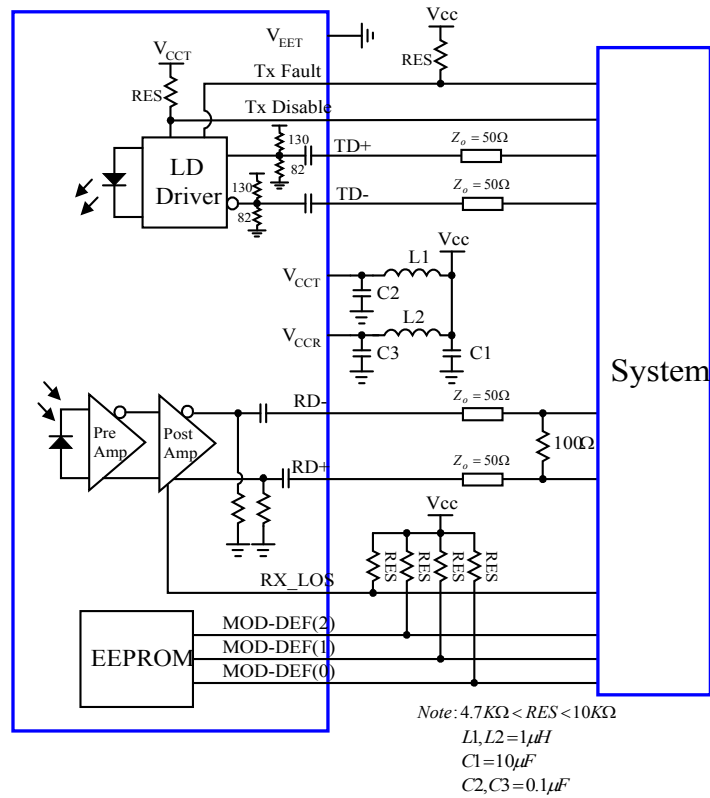 V_EET
Vcc
V_CCT
RES
Tx Fault
RES
Tx Disable
130
82
TD+
Z_o = 50Ω
LD
Driver
130
82
TD-
Z_o = 50Ω
Vcc
L1
V_CCT
C2
L2
V_CCR
C3
C1
System
RD-
Z_o = 50Ω
Pre
Amp
Post
Amp
100Ω
RD+
Z_o = 50Ω
Vcc
RES
RES
RES
RES
RX_LOS
EEPROM
MOD-DEF(2)
MOD-DEF(1)
MOD-DEF(0)
Note: 4.7KΩ < RES < 10KΩ
L1, L2 = 1μH
C1 = 10μF
C2, C3 = 0.1μF